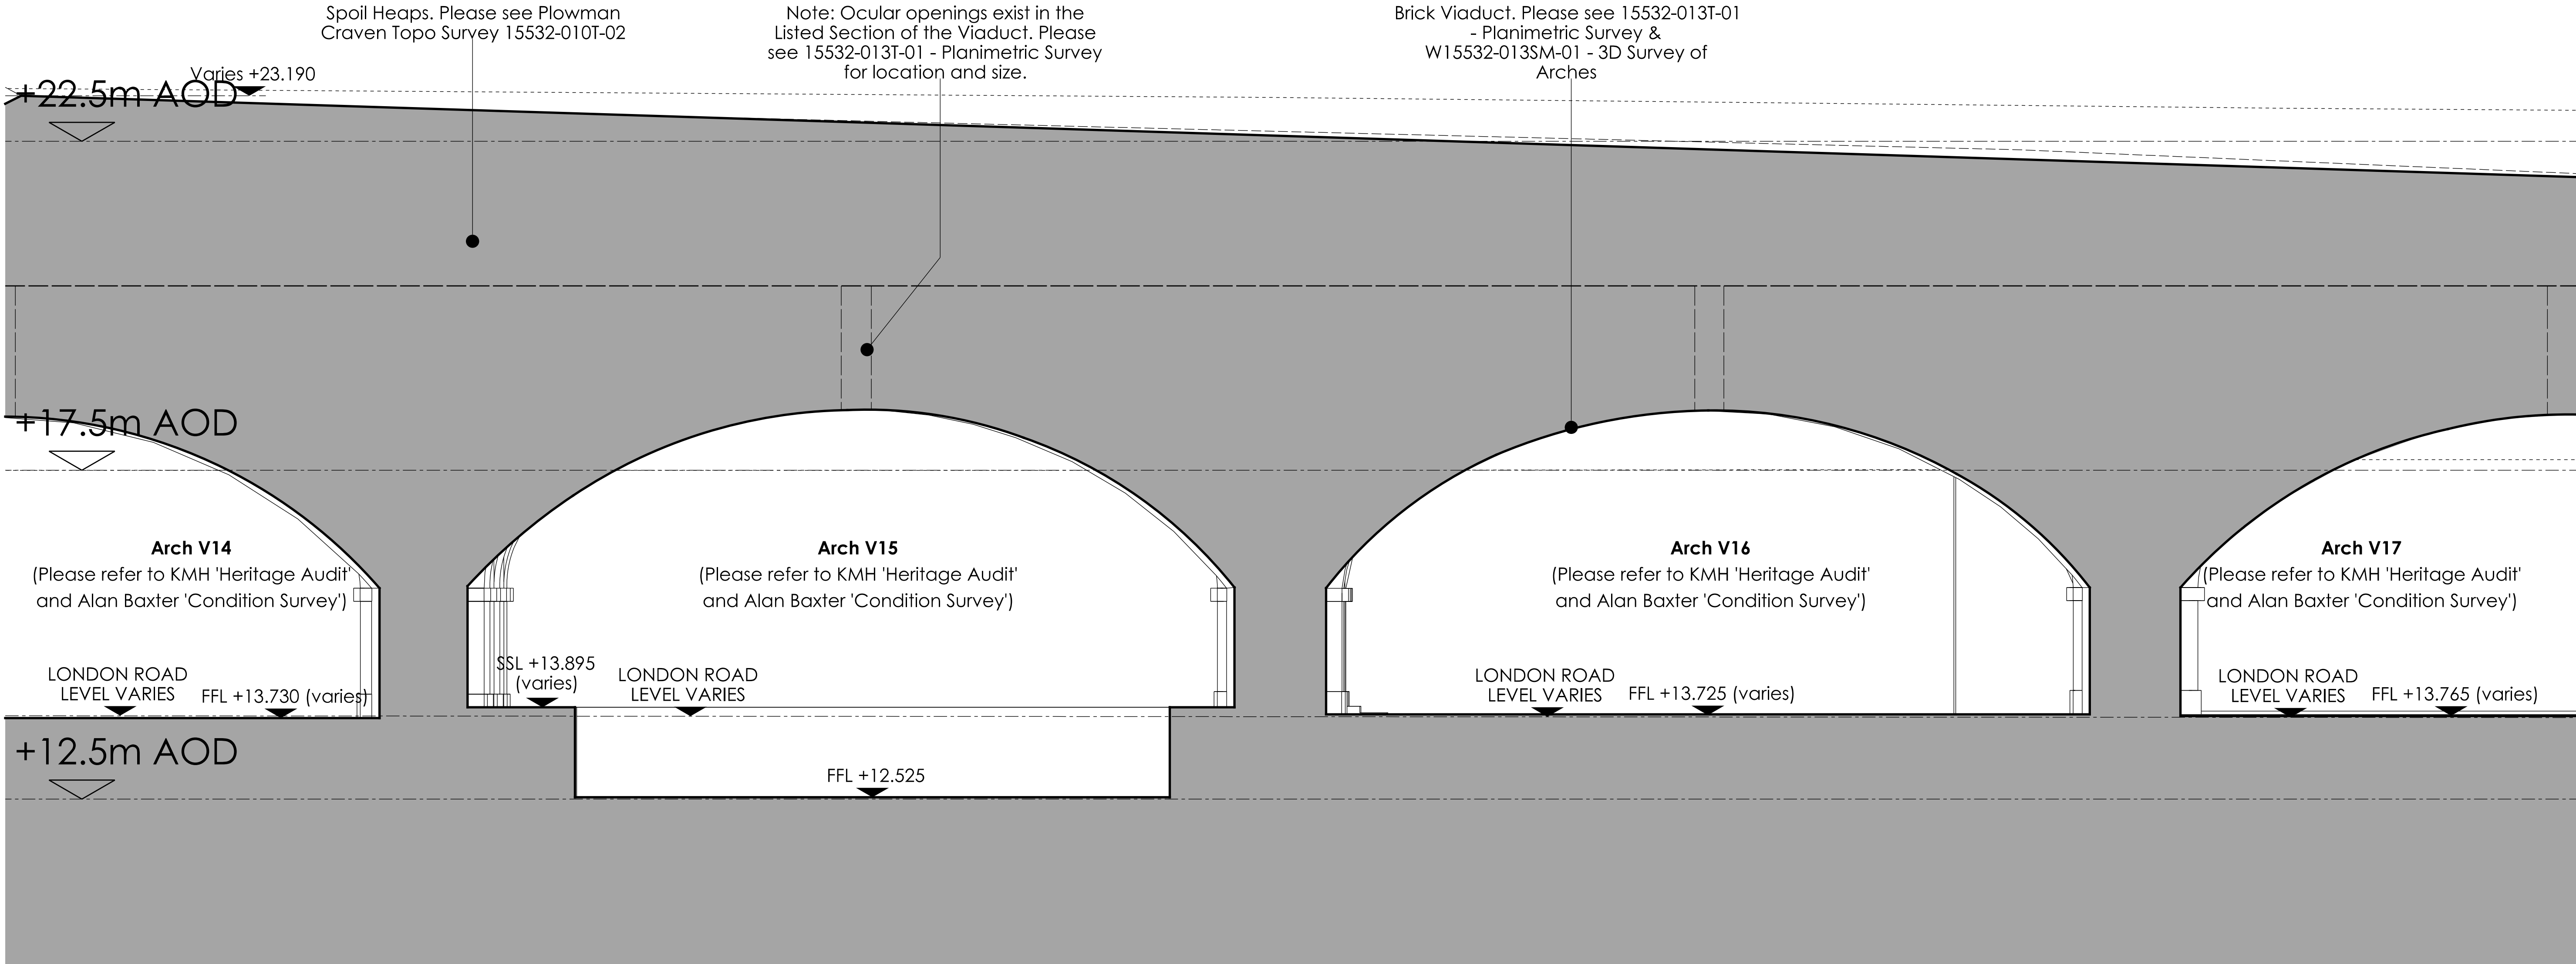 Spoil Heaps. Please see Plowman
Craven Topo Survey 15532-010T-02
Note: Ocular openings exist in the
Listed Section of the Viaduct. Please
see 15532-013T-01 - Planimetric Survey
for location and size.
Brick Viaduct. Please see 15532-013T-01
- Planimetric Survey &
W15532-013SM-01 - 3D Survey of
Arches
Varies +23.190
+22.5m AOD
+17.5m AOD
Arch V14
(Please refer to KMH 'Heritage Audit'
and Alan Baxter 'Condition Survey')
Arch V15
(Please refer to KMH 'Heritage Audit'
and Alan Baxter 'Condition Survey')
Arch V16
(Please refer to KMH 'Heritage Audit'
and Alan Baxter 'Condition Survey')
Arch V17
(Please refer to KMH 'Heritage Audit'
and Alan Baxter 'Condition Survey')
LONDON ROAD
LEVEL VARIES
FFL +13.730 (varies)
SSL +13.895
(varies)
LONDON ROAD
LEVEL VARIES
LONDON ROAD
LEVEL VARIES
FFL +13.725 (varies)
LONDON ROAD
LEVEL VARIES
FFL +13.765 (varies)
+12.5m AOD
FFL +12.525